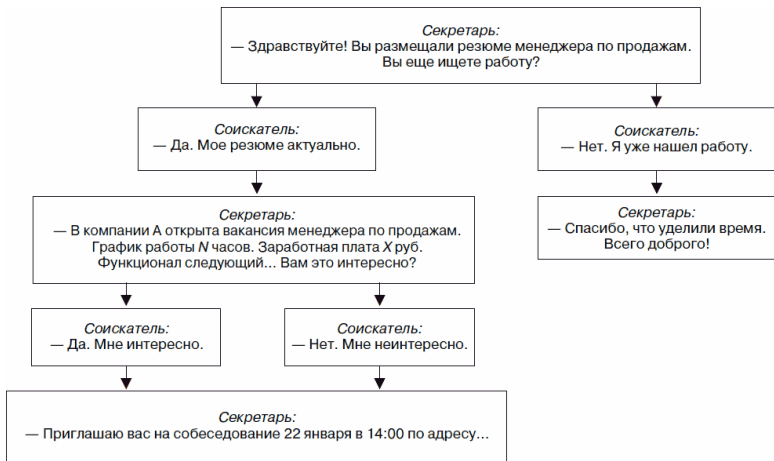 Секретарь:
— Здравствуйте! Вы размещали резюме менеджера по продажам.
Вы еще ищете работу?
Соискатель:
— Да. Мое резюме актуально.
Соискатель:
— Нет. Я уже нашел работу.
Секретарь:
— В компании А открыта вакансия менеджера по продажам.
График работы N часов. Заработная плата X руб.
Функционал следующий... Вам это интересно?
Секретарь:
— Спасибо, что уделили время.
Всего доброго!
Соискатель:
— Да. Мне интересно.
Соискатель:
— Нет. Мне неинтересно.
Секретарь:
— Приглашаю вас на собеседование 22 января в 14:00 по адресу...